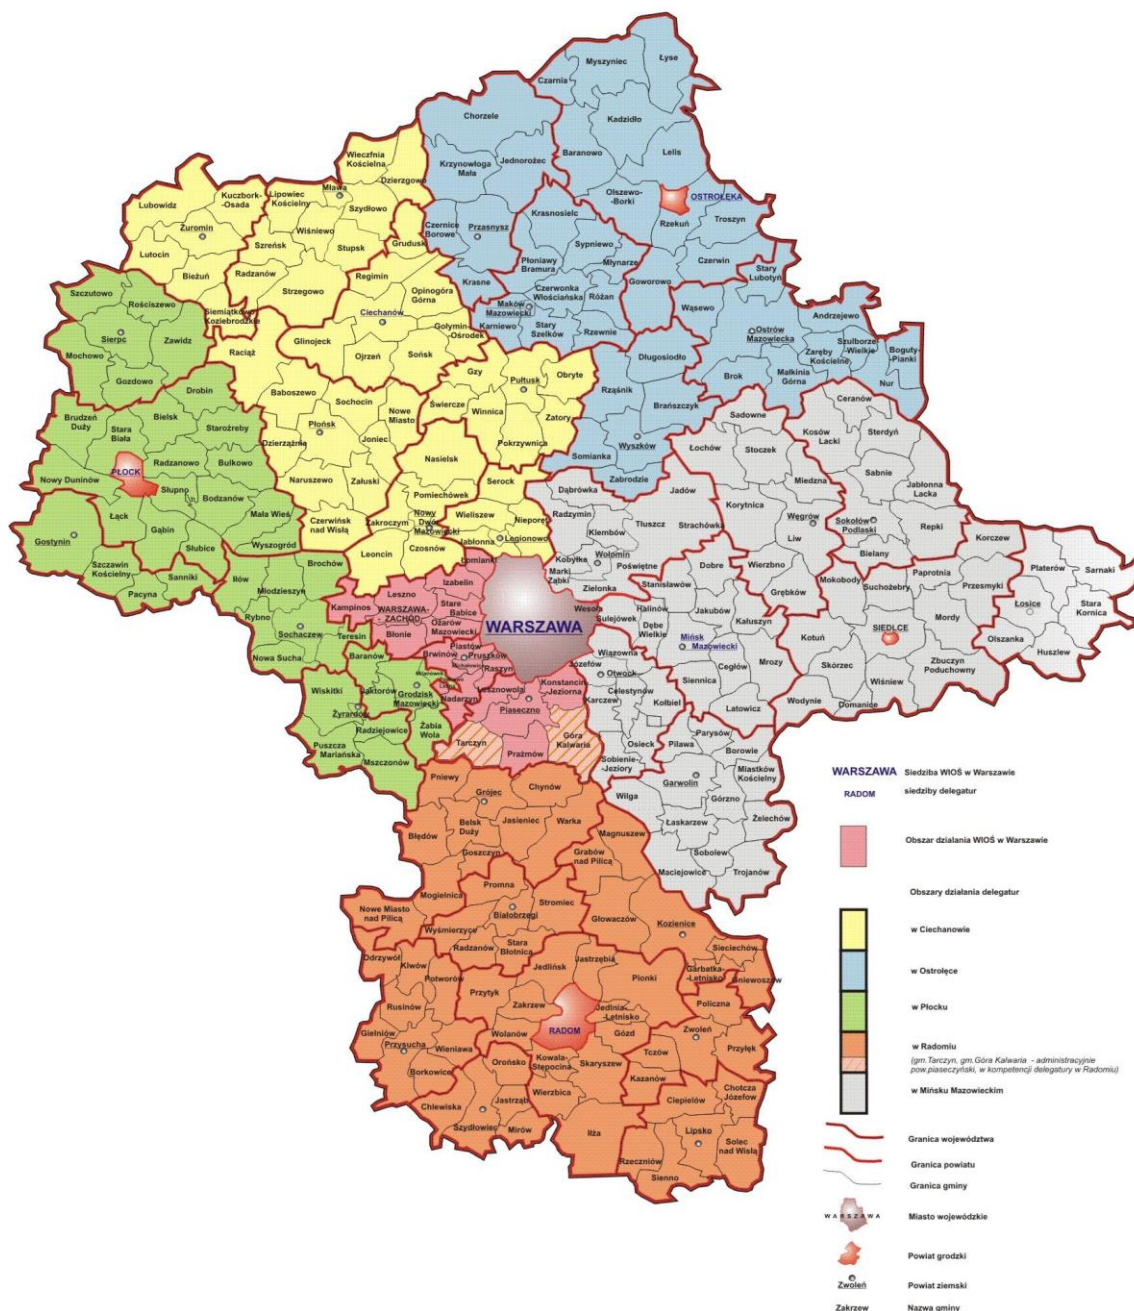 Myszyniec
Łyse
Czarnia
Chorzele
Kadzidło
Baranowo
Lelis
Wieczfnia
Kościelna
Krzynowłoga
Mała
Jednorożec
Dzierzgowo
Kuczbork-
-Osada
Lipowiec
Kościelny
Mława
Lubowidz
Szydłowo
Olszewo-
-Borki
OSTROŁĘKA
Żuromin
Wiśniewo
Krasnosielc
Troszyn
Rzekuń
Czernice
Borowe
Przasnysz
Grudusk
Szreńsk
Stupsk
Sypniewo
Lutocin
Młynarze
Czerwin
Stary
Lubotyń
Płoniawy
Bramura
Radzanów
Regimin
Bieżuń
Strzegowo
Opinogóra
Górna
Krasne
Czerwonka
Włościańska
Różan
Goworowo
Wąsewo
Andrzejewo
Szczutowo
Rościszewo
Siemiątkowo
Koziebrodzkie
Ciechanów
Maków
Mazowiecki
Karniewo
Stary
Szelków
Rzewnie
Ostrów
Mazowiecka
Szulborze-
Wielkie
Boguty-
-Pianki
Sierpc
Zawidz
Golymin-
Ośrodek
Glinojeck
Ojrzeń
Sońsk
Zaręby
Kościelne
Małkinia
Górna
Nur
Brok
Raciąż
Mochowo
Gozdowo
Długosiodło
Gzy
Pułtusk
Obryte
Rząśnik
Brańszczyk
Ceranów
Drobin
Baboszewo
Sochocin
Nowe
Miasto
Świercze
Winnica
Zatory
Sadowne
Kosów
Lacki
Sterdyń
Brudzeń
Duży
Bielsk
Stara
Biała
Staroźreby
Płońsk
Joniec
Dzierzążnia
Pokrzywnica
Wyszków
Somianka
Zabrodzie
Łochów
Stoczek
Sabnie
Jabłonna
Lacka
PŁOCK
Radzanowo
Bulkowo
Nasielsk
Miedzna
Nowy Duninów
Naruszewo
Załuski
Pomiechówek
Serock
Dąbrówka
Jadów
Korytnica
Słupno
Bodzanów
Mała Wieś
Radzymin
Węgrów
Sokołów
Podlaski
Repki
Łąck
Gąbin
Czerwińsk
nad Wisłą
Zakroczym
Nowy
Dwór
Mazowiecki
Wieliszew
Nieporęt
Tłuszcz
Strachówka
Liw
Korczew
Gostynin
Słubice
Wyszogród
Legionowo
Jabłonna
Klembów
Wołomin
Kobyłka
Bielany
Leoncin
Czosnów
Szczawin
Kościelny
Sanniki
Brochów
Iłów
Łomianki
Marki
Ząbki
Poświętne
Zielonka
Dobre
Wierzbno
Grębków
Paprotnia
Platerów
Sarnaki
Pacyna
Młodzieszyn
Izabelin
Leszno
Stanisławów
Mokobody
Suchożebry
Przesmyki
Kampinos
WARSZAWA-
- ZACHÓD
Stare
Babice
Wesoła
Sulejówek
Halinów
Jakubów
Kałuszyn
Łosice
Stara
Kornica
Rybno
Ożarów
Mazowiecki
WARSZAWA
Dębe
Wielkie
Mordy
Sochaczew
Teresin
Błonie
SIEDLCE
Piastów
Mińsk
Mazowiecki
Kotuń
Olszanka
Huszlew
Nowa Sucha
Baranów
Brwinów
Pruszków
Raszyn
Wiązowna
Józefów
Otwock
Cegłów
Mrozy
Skórzec
Zbuczyn
Poduchowny
Wiśniew
Wiskitki
Jaktorów
Grodzisk
Mazowiecki
Lesznowola
Konstancin
Jeziorna
Celestynów
Karczew
Siennica
Kołbiel
Latowicz
Wodynie
Domanice
Nadarzyn
Piaseczno
Żyrardów
Radziejowice
Żabia
Wola
Góra
Kalwaria
Osieck
Parysów
Pilawa
Borowie
Puszcza
Mariańska
Mszczonów
Tarczyn
Prażmów
Sobienie-
Jeziory
Miastków
Kościelny
Garwolin
Pniewy
Grójec
Chynów
Wilga
Górzno
Żelechów
Łaskarzew
Belsk
Duży
Jasieniec
Warka
Błędów
Magnuszew
Goszczyn
Sobolew
Grabów
nad Pilicą
Maciejowice
Trojanów
Promna
Mogielnica
Stromiec
Nowe Miasto
nad Pilicą
Białobrzegi
Głowaczów
Wyśmierzyce
Kozienice
Radzanów
Stara
Błotnica
Sieciechów
Odrzywół
Klwów
Jastrzębia
Jedlińsk
Garbatka-
-Letnisko
Gniewoszów
Potworów
Pionki
Przytyk
Zakrzew
Policzna
Rusinów
Jedlnia-
-Letnisko
RADOM
Gielniów
Przysucha
Wolanów
Gózd
Zwoleń
Wieniawa
Przyłęk
Orońsko
Kowala-
Stępocina
Skaryszew
Tczów
Borkowice
Kazanów
Wierzbica
Chotcza
Józefow
Ciepielów
Chlewiska
Jastrząb
Szydłowiec
Mirów
Iłża
Lipsko
Solec
nad Wisłą
Rzeczniów
Sienno
WARSZAWA Siedziba WIOŚ w Warszawie
RADOM siedziby delegatur
Obszar działania WIOŚ w Warszawie
Obszary działania delegatur
w Ciechanowie
w Ostrołęce
w Płocku
w Radomiu
(gm.Tarczyn, gm.Góra Kalwaria - administracyjnie
pow.piaseczyński, w kompetencji delegatury w Radomiu)
w Mińsku Mazowieckim
Granica województwa
Granica powiatu
Granica gminy
WARSZAWA Miasto wojewódzkie
Powiat grodzki
Zwoleń Powiat ziemski
Zakrzew Nazwa gminy